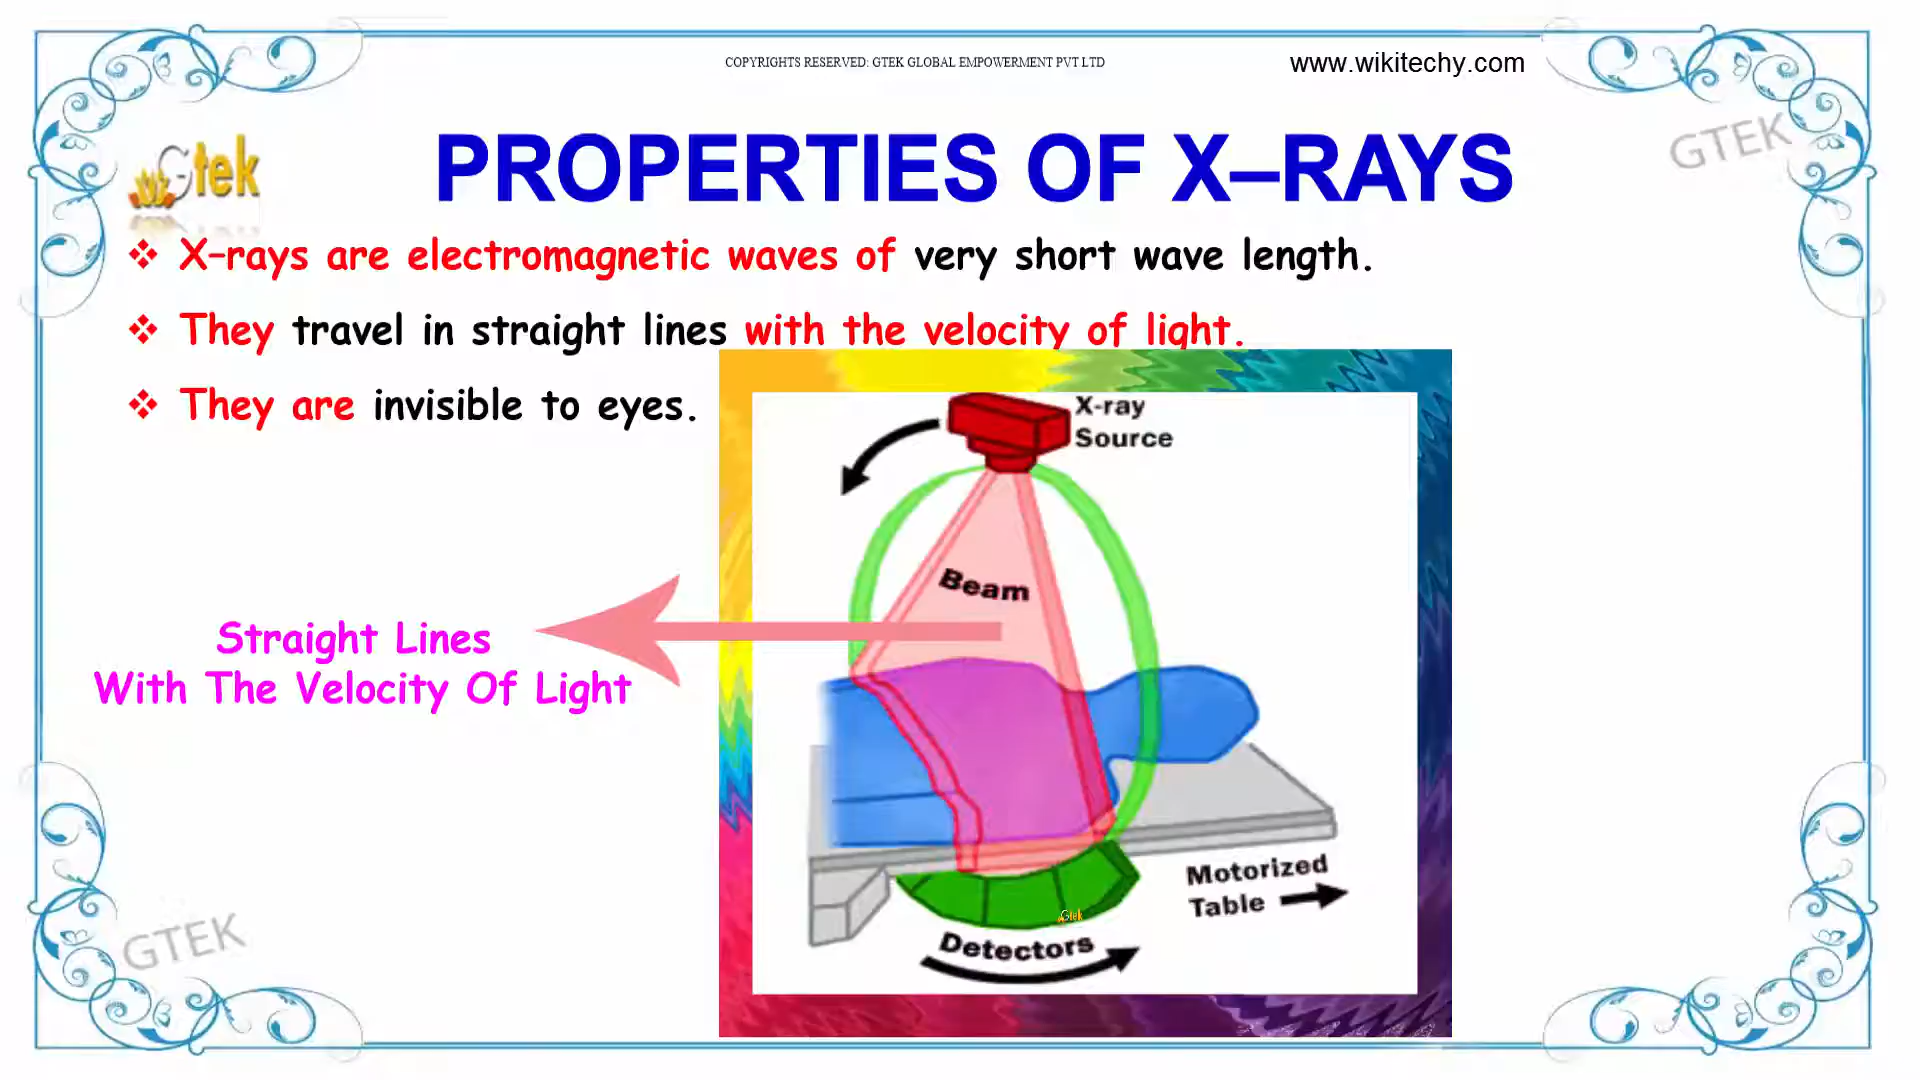 COPYRIGHTS RESERVED: GTEK GLOBAL EMPOWERMENT PVT LTD
www.wikitechy.com
GTEK
Gtek
PROPERTIES OF X–RAYS
X–rays are electromagnetic waves of very short wave length.
They travel in straight lines with the velocity of light.
They are invisible to eyes.
X-ray
Source
Beam
Straight Lines
With The Velocity Of Light
Motorized
Table
Gtek
Detectors
GTEK